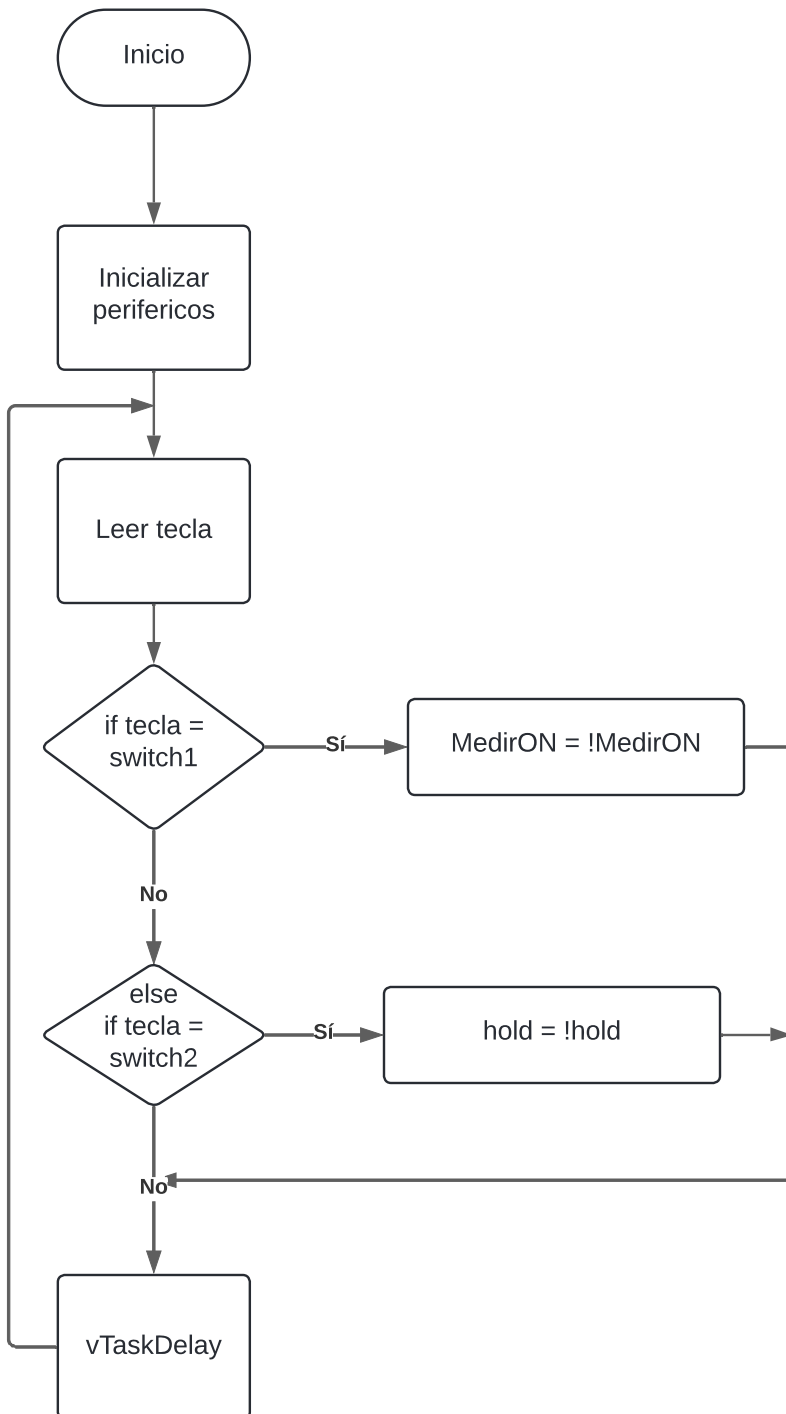 Inicio
Inicializar
perifericos
Leer tecla
if tecla =
switch1
Sí
MedirON = !MedirON
No
else
if tecla =
switch2
Sí
hold = !hold
No
vTaskDelay